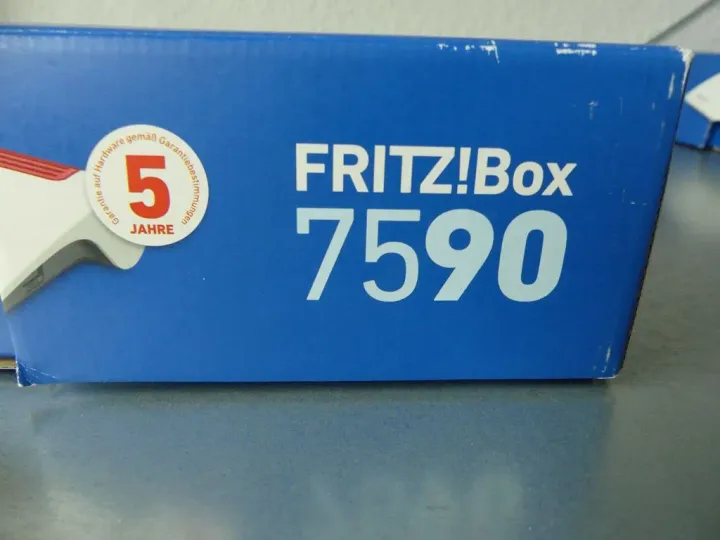 Garantie auf Hardware gemäß Garantiebestimmungen
5
JAHRE
FRITZ!Box
7590